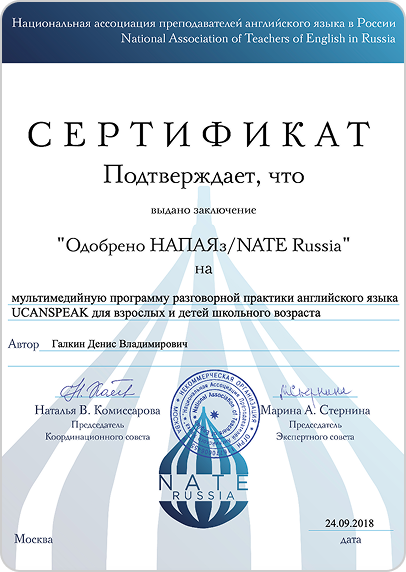 Национальная ассоциация преподавателей английского языка в России
National Association of Teachers of English in Russia
СЕРТИФИКАТ
Подтверждает, что
выдано заключение
"Одобрено НАПАЯз/NATE Russia"
на
мультимедийную программу разговорной практики английского языка
UCANSPEAK для взрослых и детей школьного возраста
Автор Галкин Денис Владимирович
Наталья В. Комиссарова
Председатель
Координационного совета
Марина А. Стернина
Председатель
Экспертного совета
NATE
RUSSIA
24.09.2018
Москва дата